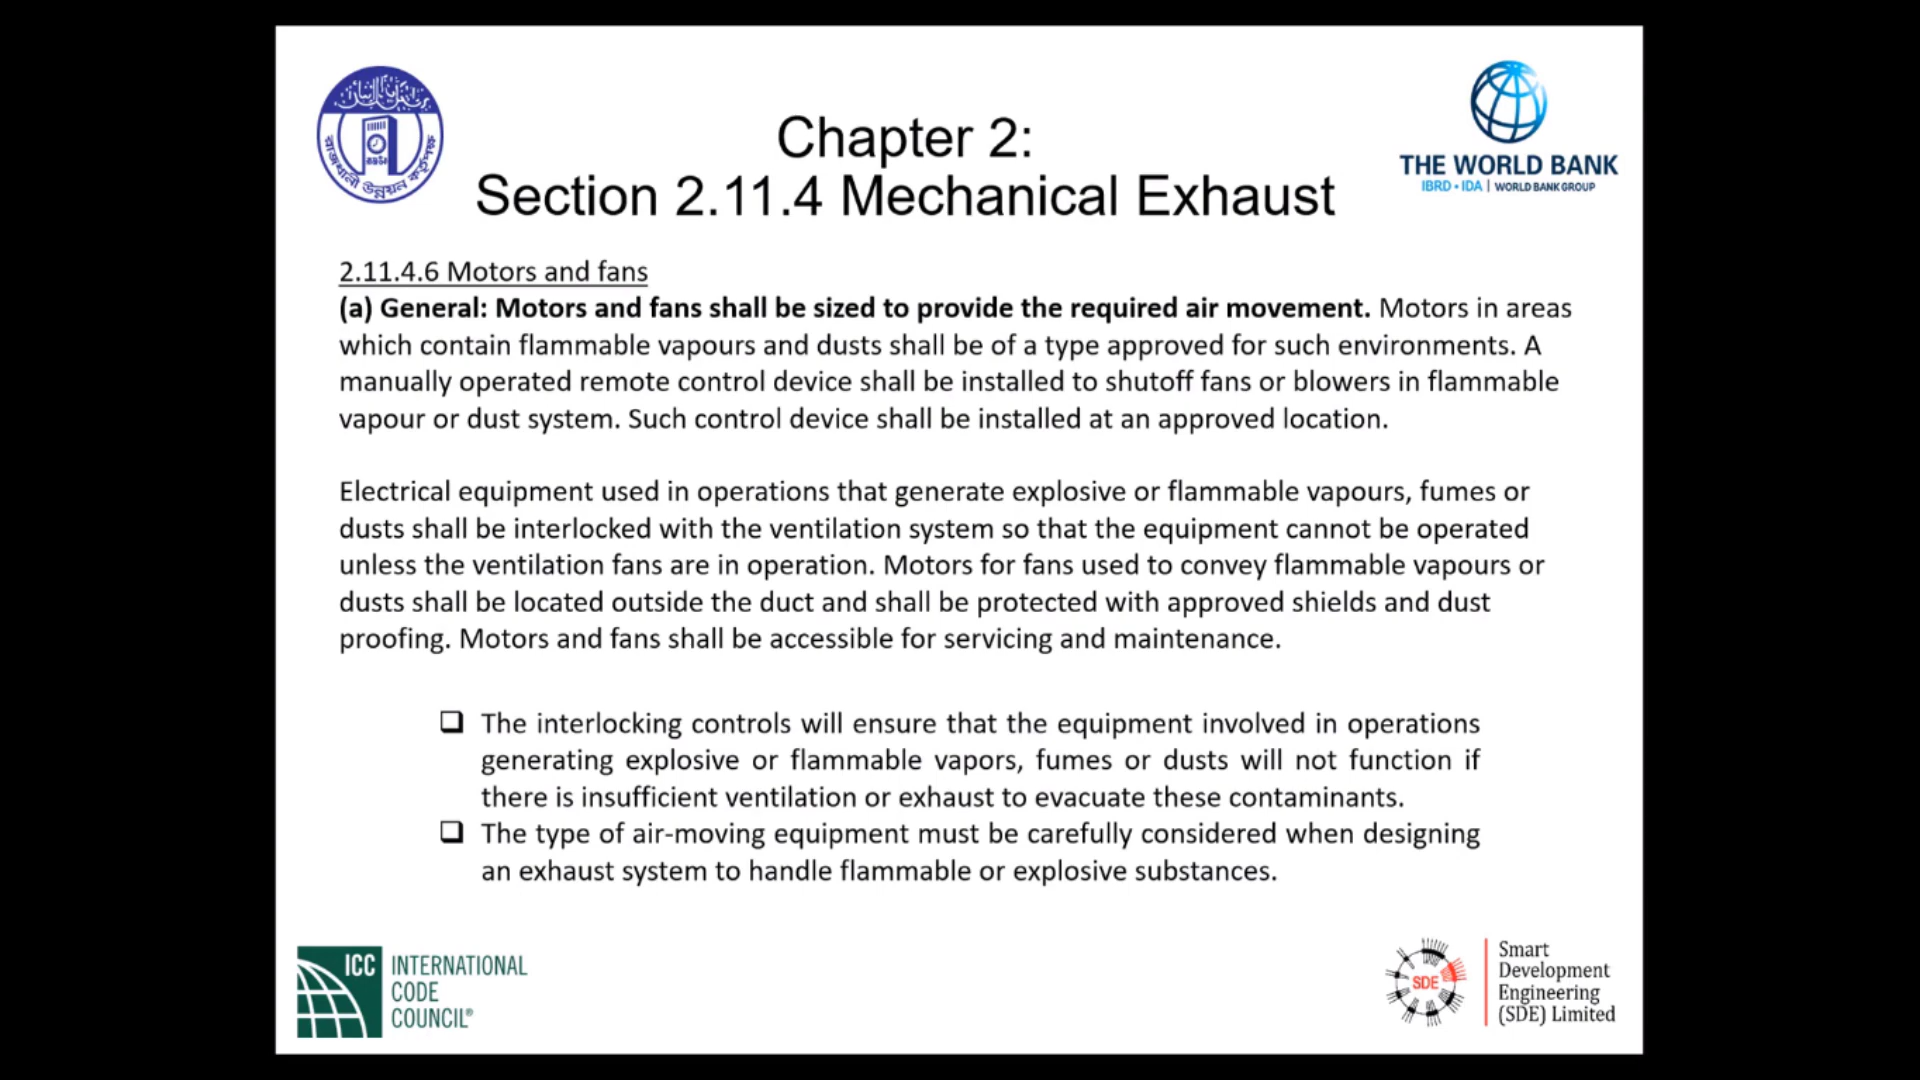 Chapter 2:
Section 2.11.4 Mechanical Exhaust
রাজধানী উন্নয়ন কর্তৃপক্ষ
রাজউক
THE WORLD BANK
IBRD • IDA | WORLD BANK GROUP
2.11.4.6 Motors and fans
(a) General: Motors and fans shall be sized to provide the required air movement. Motors in areas
which contain flammable vapours and dusts shall be of a type approved for such environments. A
manually operated remote control device shall be installed to shutoff fans or blowers in flammable
vapour or dust system. Such control device shall be installed at an approved location.
Electrical equipment used in operations that generate explosive or flammable vapours, fumes or
dusts shall be interlocked with the ventilation system so that the equipment cannot be operated
unless the ventilation fans are in operation. Motors for fans used to convey flammable vapours or
dusts shall be located outside the duct and shall be protected with approved shields and dust
proofing. Motors and fans shall be accessible for servicing and maintenance.
❑ The interlocking controls will ensure that the equipment involved in operations
generating explosive or flammable vapors, fumes or dusts will not function if
there is insufficient ventilation or exhaust to evacuate these contaminants.
❑ The type of air-moving equipment must be carefully considered when designing
an exhaust system to handle flammable or explosive substances.
ICC INTERNATIONAL
CODE
COUNCIL®
SDE
Smart
Development
Engineering
(SDE) Limited